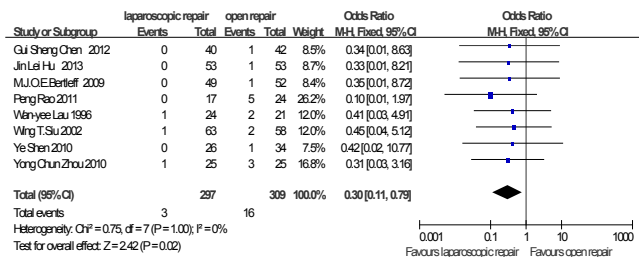 laparoscopic repair open repair Odds Ratio Odds Ratio
Study or Subgroup Events Total Events Total Weight M-H, Fixed, 95% CI M-H, Fixed, 95% CI
Gui Sheng Chen 2012 0 40 1 42 8.5% 0.34 [0.01, 8.63]
Jin Lei Hu 2013 0 53 1 53 8.2% 0.33 [0.01, 8.21]
M.J.O.E.Bertleff 2009 0 49 1 52 8.2% 0.35 [0.01, 8.72]
Peng Rao 2011 0 17 5 24 26.2% 0.10 [0.01, 1.97]
Wan-yee Lau 1996 1 24 2 21 12.0% 0.41 [0.03, 4.91]
Wing T.Siu 2002 1 63 2 58 11.8% 0.45 [0.04, 5.12]
Ye Shen 2010 0 26 1 34 7.4% 0.42 [0.02, 10.77]
Yong Chun Zhou 2010 1 25 3 25 16.8% 0.31 [0.03, 3.16]
Total (95% CI) 297 309 100.0% 0.30 [0.11, 0.79]
Total events 3 16
Heterogeneity: Chi² = 0.75, df = 7 (P = 1.00); I² = 0%
Test for overall effect: Z = 2.42 (P = 0.02)
0.001 0.1 1 10 1000
Favours laparoscopic repair Favours open repair